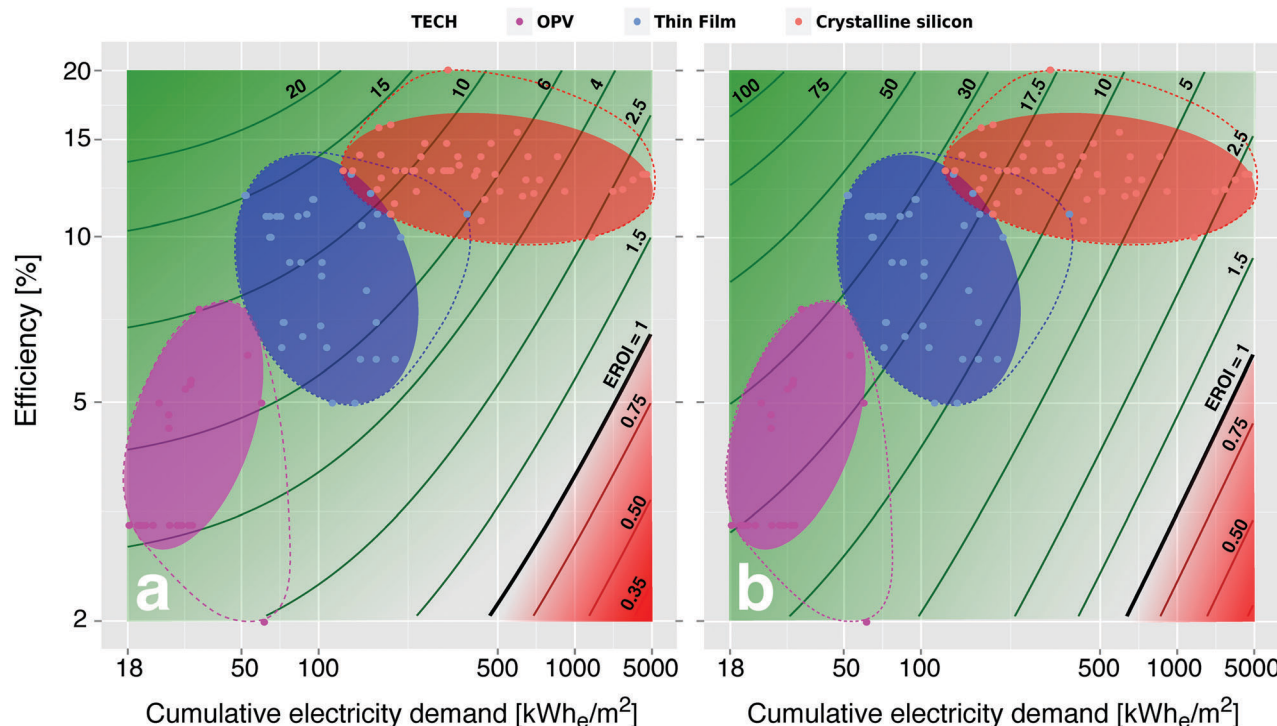 TECH OPV Thin Film Crystalline silicon
Efficiency [%]
20
15
10
5
2
20 15 10 6 4
2.5
1.5
EROI = 1
0.75
0.50
0.35
a
18 50 100 500 1000 5000
Cumulative electricity demand [kWhe/m²]
100 75 50 30 17.5 10 5
2.5
1.5
EROI = 1
0.75
0.50
b
18 50 100 500 1000 5000
Cumulative electricity demand [kWhe/m²]